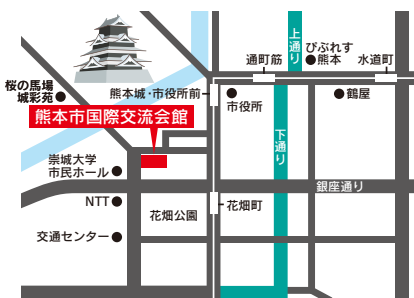 上通り
びぷれす
熊本
通町筋
水道町
桜の馬場
城彩苑
熊本城・市役所前
市役所
鶴屋
熊本市国際交流会館
下通り
崇城大学
市民ホール
銀座通り
NTT
花畑公園
花畑町
交通センター